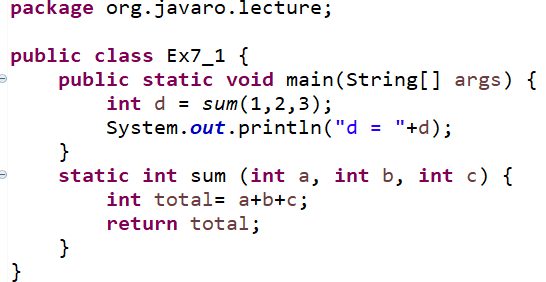 package org.javaro.lecture;
public class Ex7_1 {
public static void main(String[] args) {
int d = sum(1,2,3);
System.out.println("d = "+d);
}
static int sum (int a, int b, int c) {
int total= a+b+c;
return total;
}
}